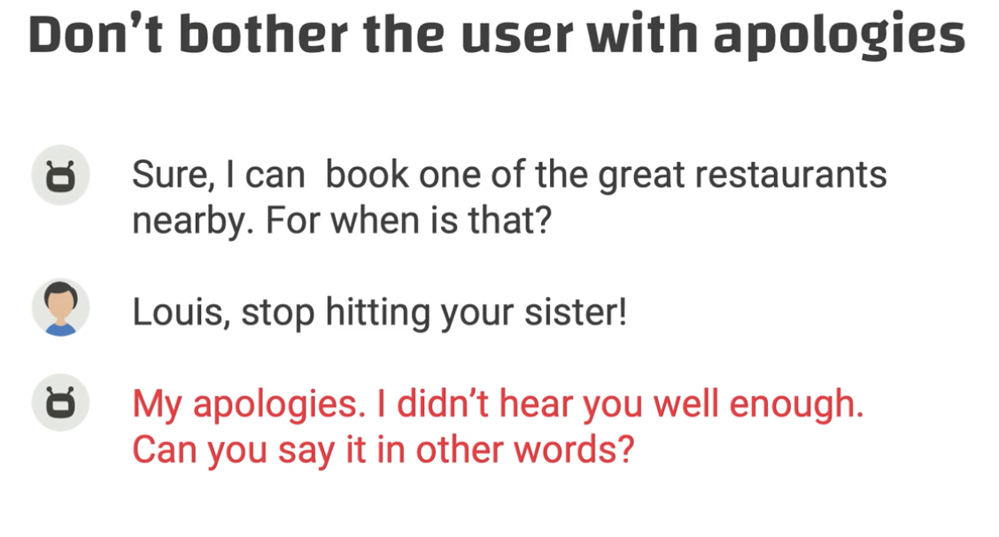 Don't bother the user with apologies
Sure, I can  book one of the great restaurants
nearby. For when is that?
Louis, stop hitting your sister!
My apologies. I didn't hear you well enough.
Can you say it in other words?